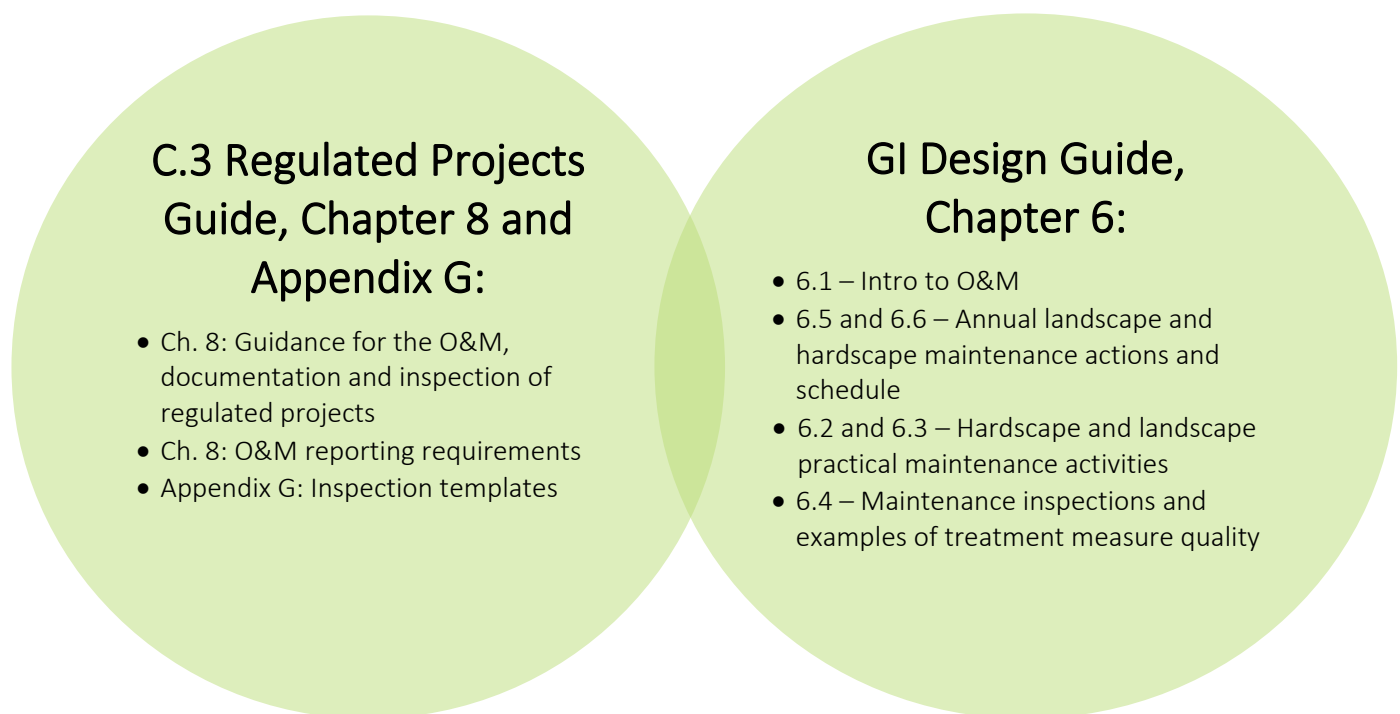 C.3 Regulated Projects
Guide, Chapter 8 and
Appendix G:
• Ch. 8: Guidance for the O&M,
documentation and inspection of
regulated projects
• Ch. 8: O&M reporting requirements
• Appendix G: Inspection templates
GI Design Guide,
Chapter 6:
• 6.1 – Intro to O&M
• 6.5 and 6.6 – Annual landscape and
hardscape maintenance actions and
schedule
• 6.2 and 6.3 – Hardscape and landscape
practical maintenance activities
• 6.4 – Maintenance inspections and
examples of treatment measure quality